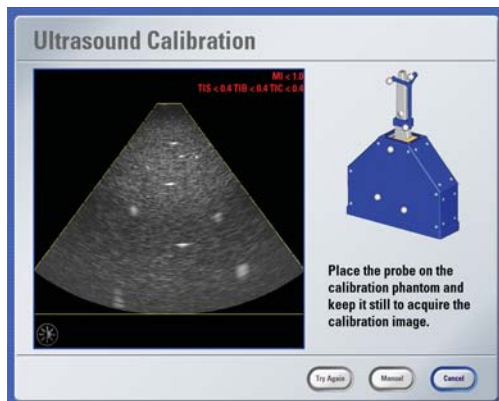 Ultrasound Calibration
MI < 1.0
TIS < 0.4 TIB < 0.4 TIC < 0.4
Place the probe on the
calibration phantom and
keep it still to acquire the
calibration image.
Try Again
Manual
Cancel